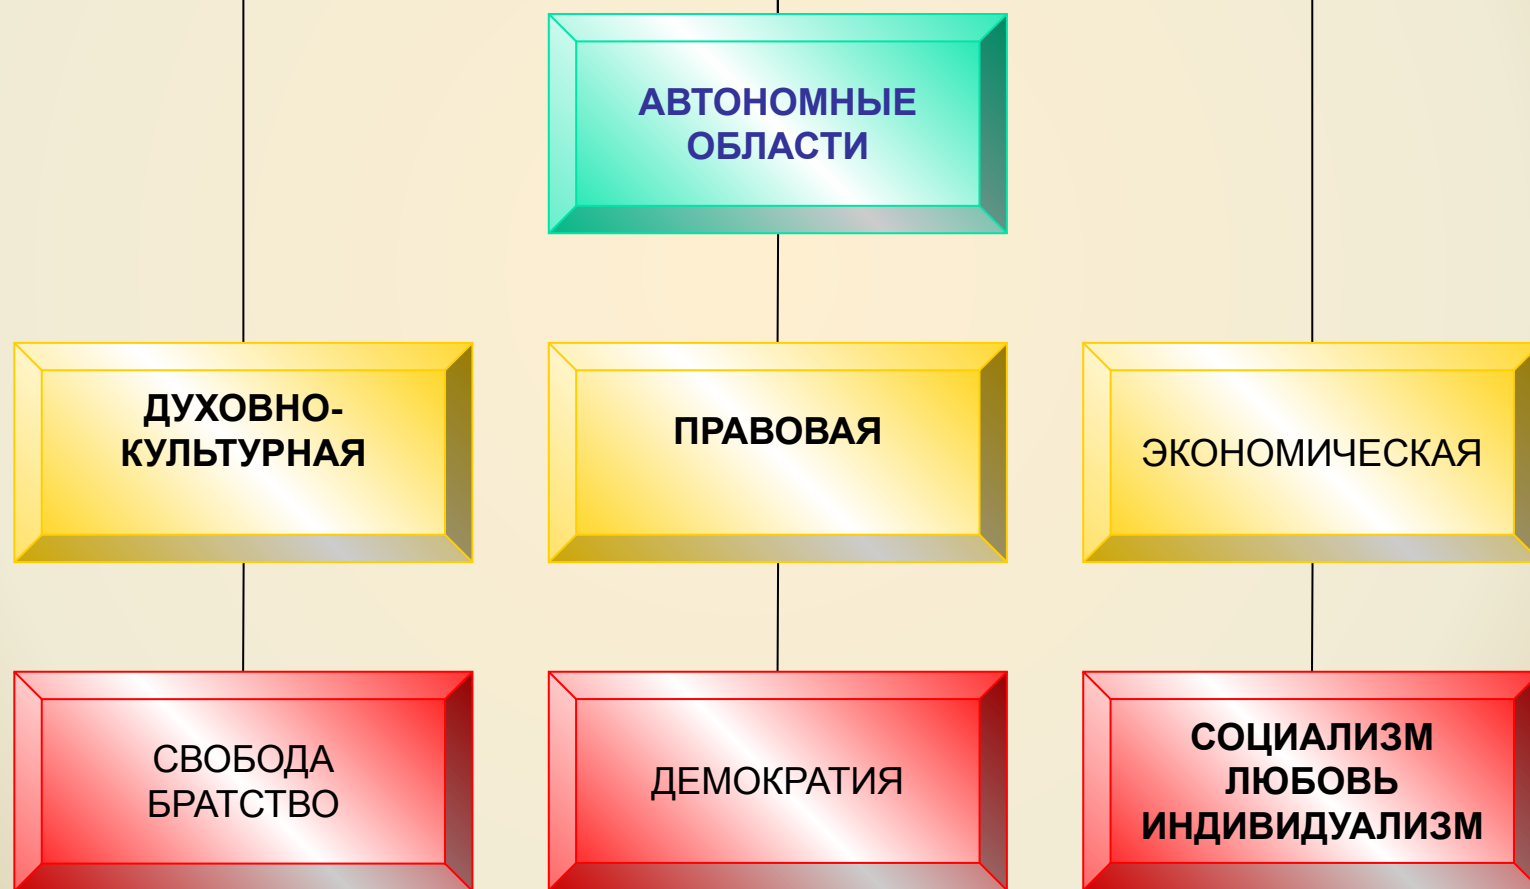 АВТОНОМНЫЕ
ОБЛАСТИ
ДУХОВНО-
КУЛЬТУРНАЯ
ПРАВОВАЯ
ЭКОНОМИЧЕСКАЯ
СВОБОДА
БРАТСТВО
ДЕМОКРАТИЯ
СОЦИАЛИЗМ
ЛЮБОВЬ
ИНДИВИДУАЛИЗМ